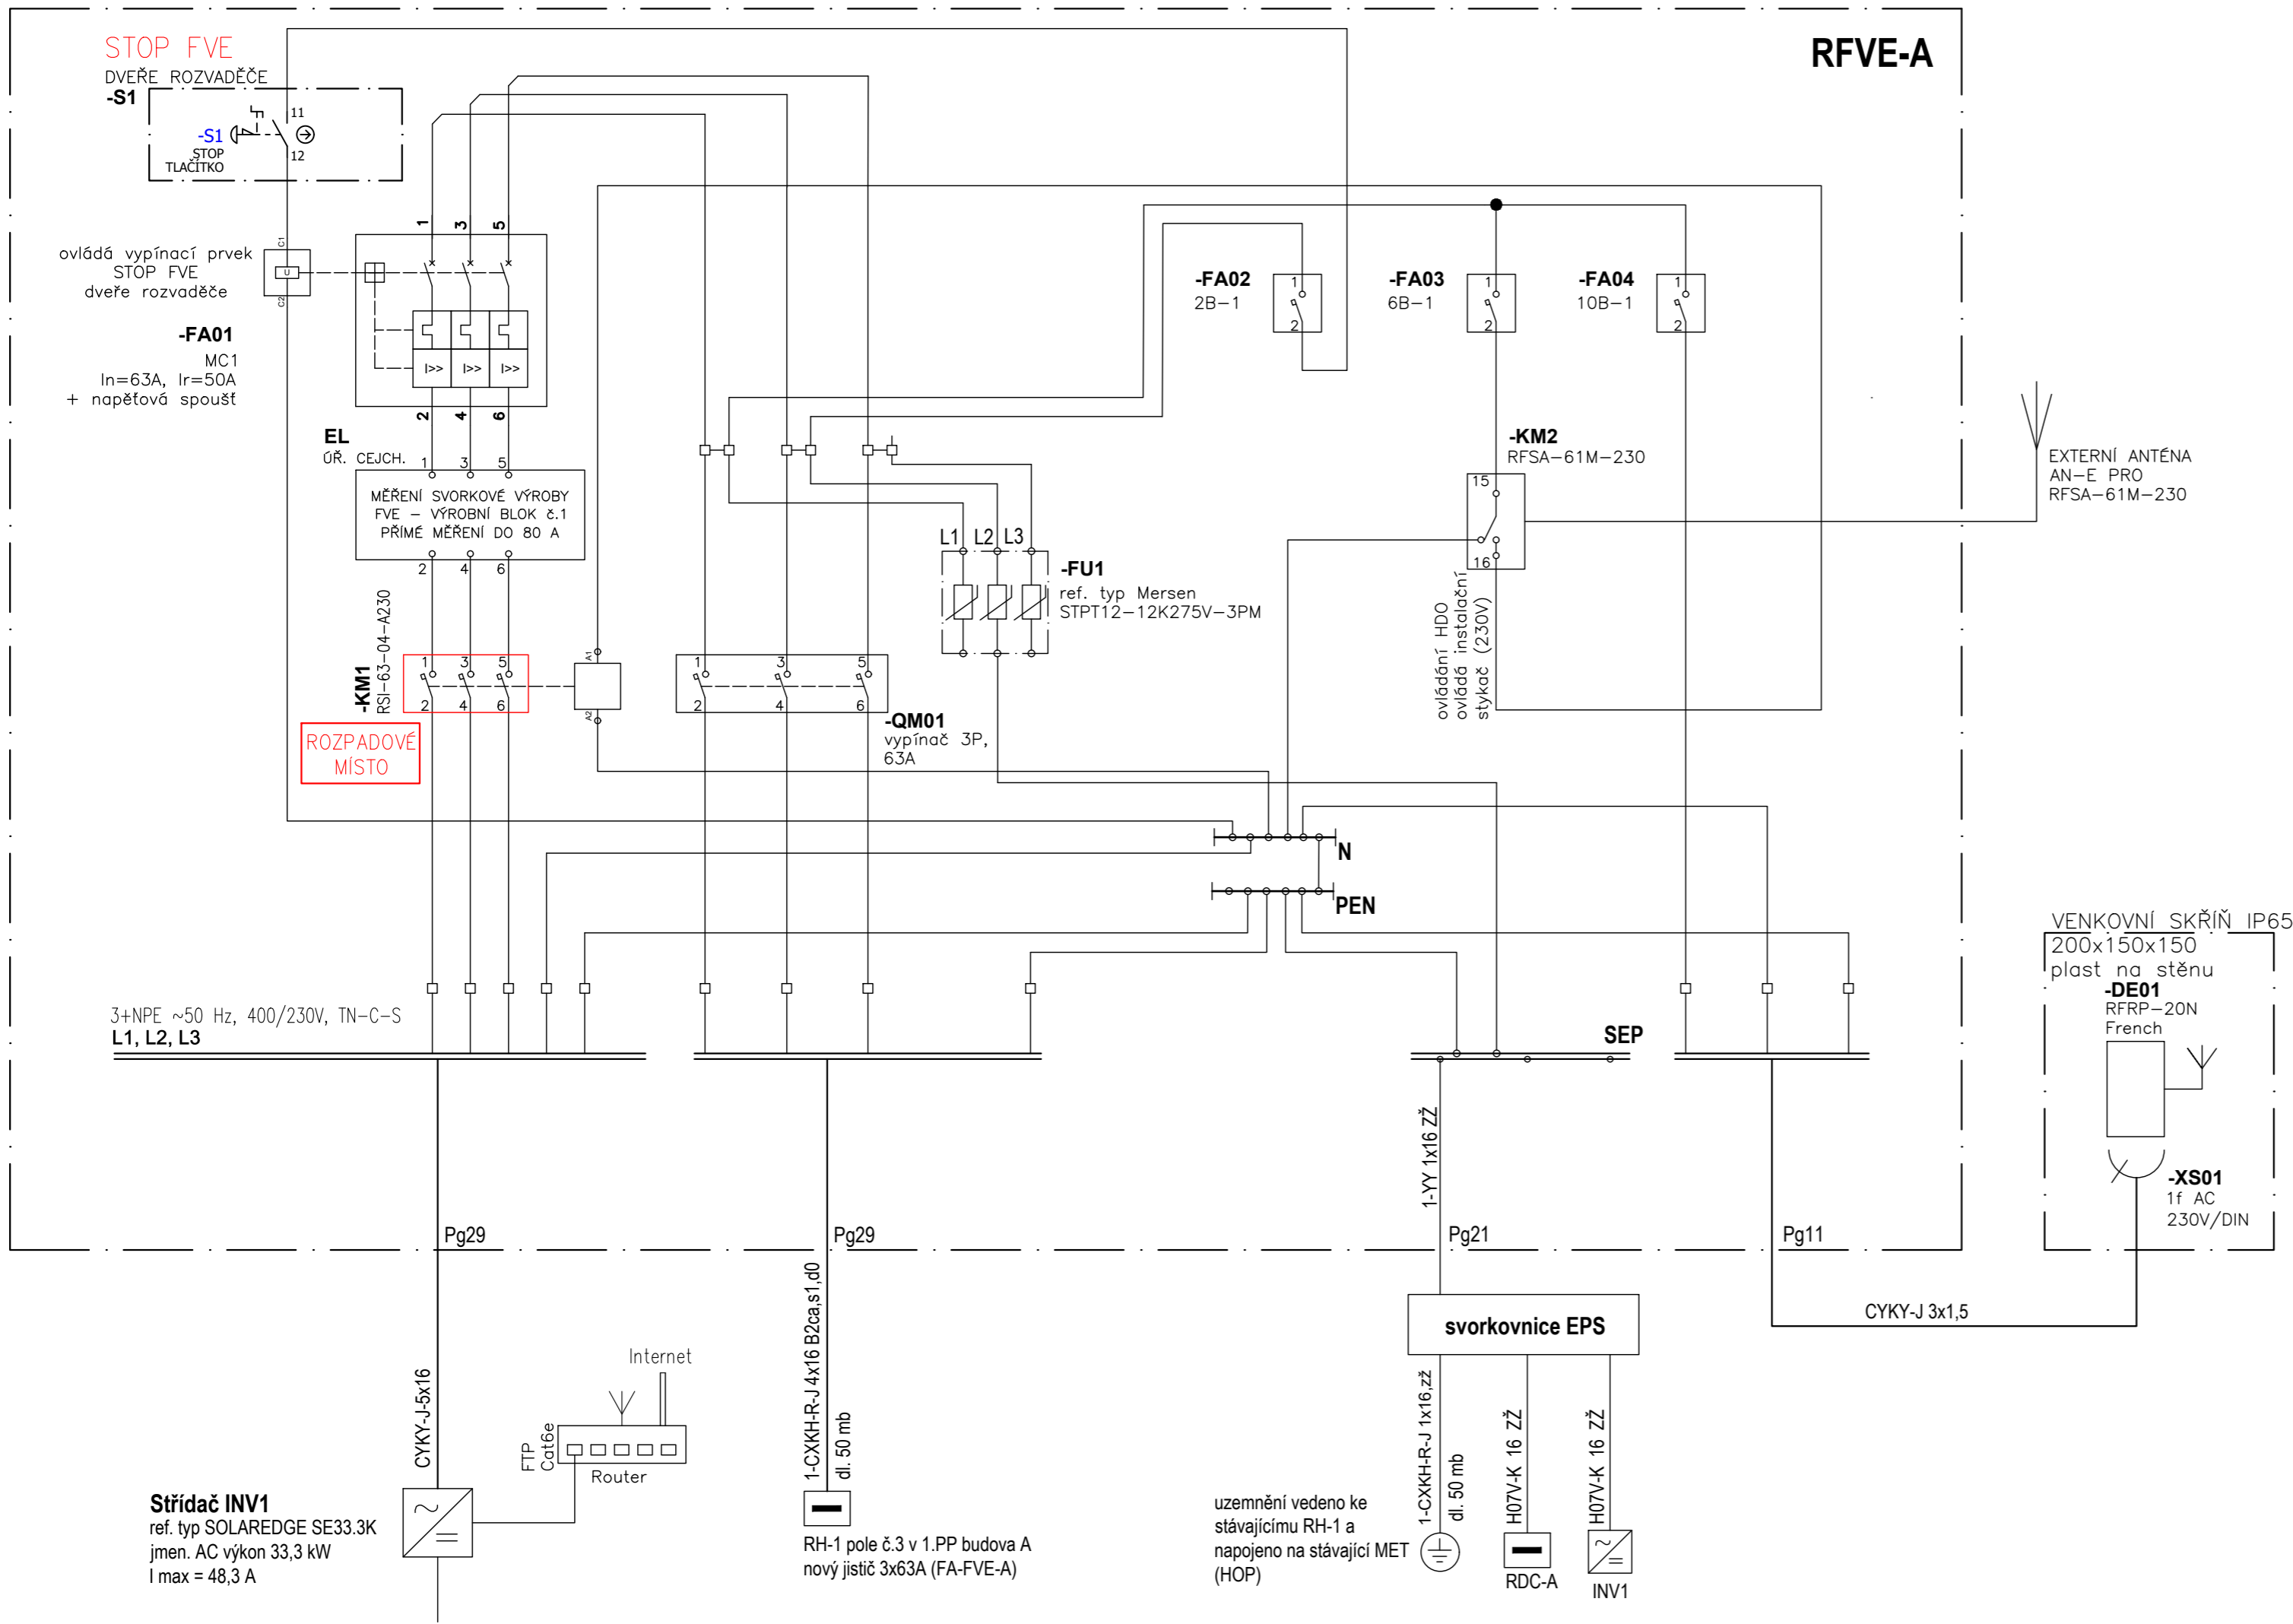 RFVE-A
STOP FVE
DVEŘE ROZVADĚČE
-S1
-S1
STOP
TLAČÍTKO
11
12
C1
U
C2
ovládá vypínací prvek
STOP FVE
dveře rozvaděče
-FA01
MC1
In=63A, Ir=50A
+ napěťová spoušť
1 3 5
I>> I>> I>>
2 4 6
EL
ÚŘ. CEJCH.
1 3 5
MĚŘENÍ SVORKOVÉ VÝROBY
FVE – VÝROBNÍ BLOK č.1
PŘÍMÉ MĚŘENÍ DO 80 A
2 4 6
-KM1
RSI-63-04-A230
1 3 5
2 4 6
A1
A2
ROZPADOVÉ
MÍSTO
1 3 5
2 4 6
-QM01
vypínač 3P,
63A
L1 L2 L3
-FU1
ref. typ Mersen
STPT12-12K275V-3PM
-FA02
2B-1
1
2
-FA03
6B-1
1
2
-FA04
10B-1
1
2
-KM2
RFSA-61M-230
15
16
ovládání HDO
ovládá instalační
stykač (230V)
EXTERNÍ ANTÉNA
AN-E PRO
RFSA-61M-230
N
PEN
3+NPE ~50 Hz, 400/230V, TN-C-S
L1, L2, L3
SEP
VENKOVNÍ SKŘÍŇ IP65
200x150x150
plast na stěnu
-DE01
RFRP-20N
French
-XS01
1f AC
230V/DIN
1-YY 1x16 ZŽ
Pg29
Pg29
Pg21
Pg11
CYKY-J-5x16
1-CXKH-R-J 4x16 B2ca,s1,d0
dl. 50 mb
svorkovnice EPS
CYKY-J 3x1,5
Internet
FTP
Cat6e
Router
Střídač INV1
ref. typ SOLAREDGE SE33.3K
jmen. AC výkon 33,3 kW
I max = 48,3 A
RH-1 pole č.3 v 1.PP budova A
nový jistič 3x63A (FA-FVE-A)
uzemnění vedeno ke
stávajícímu RH-1 a
napojeno na stávající MET
(HOP)
1-CXKH-R-J 1x16,zž
dl. 50 mb
H07V-K 16 ZŽ
H07V-K 16 ZŽ
RDC-A
INV1